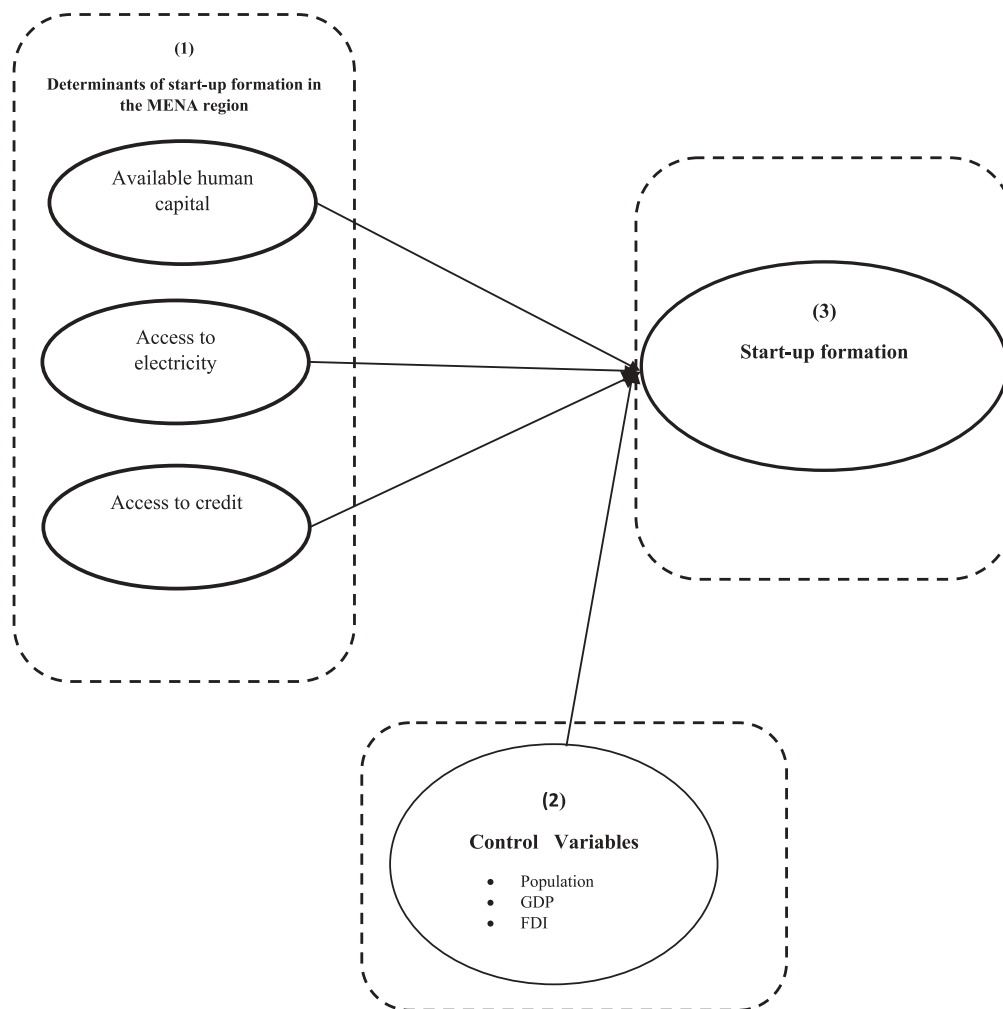 (1)
Determinants of start-up formation in
the MENA region
Available human
capital
Access to
electricity
Access to credit
(3)
Start-up formation
(2)
Control Variables
• Population
• GDP
• FDI